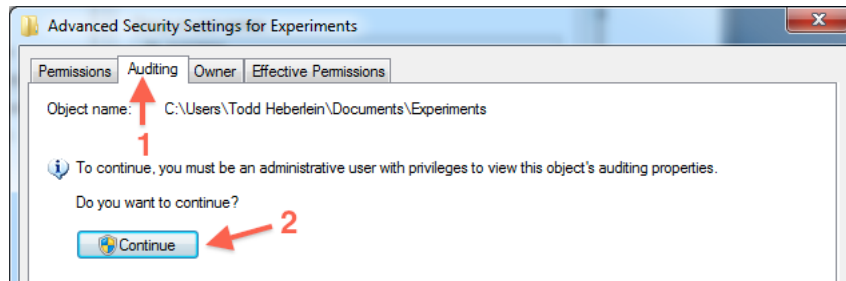 Advanced Security Settings for Experiments
x
Permissions Auditing Owner Effective Permissions
Object name: C:\Users\Todd Heberlein\Documents\Experiments
1
To continue, you must be an administrative user with privileges to view this object's auditing properties.
Do you want to continue?
2
Continue